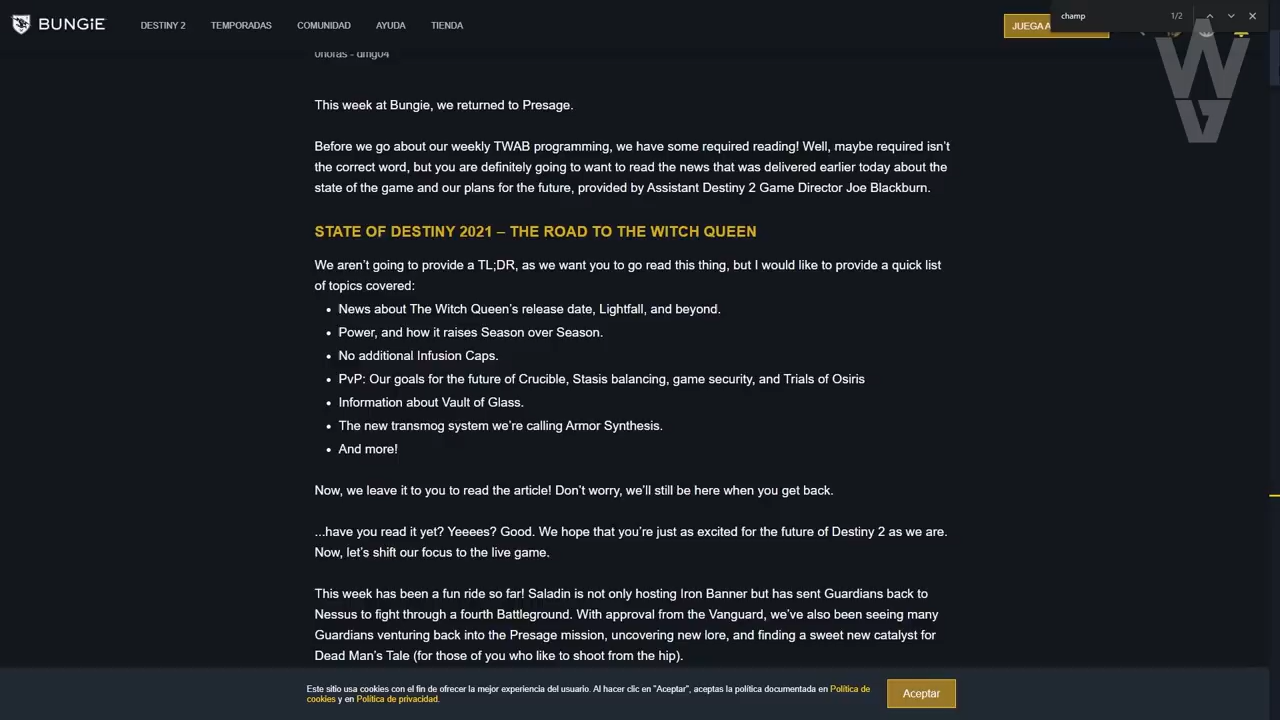 BUNGiE
DESTINY 2
TEMPORADAS
COMUNIDAD
AYUDA
TIENDA
JUEGA A
champ
1/2
0horas - dmg04
This week at Bungie, we returned to Presage.
Before we go about our weekly TWAB programming, we have some required reading! Well, maybe required isn't
the correct word, but you are definitely going to want to read the news that was delivered earlier today about the
state of the game and our plans for the future, provided by Assistant Destiny 2 Game Director Joe Blackburn.
STATE OF DESTINY 2021 – THE ROAD TO THE WITCH QUEEN
We aren't going to provide a TL;DR, as we want you to go read this thing, but I would like to provide a quick list
of topics covered:
• News about The Witch Queen's release date, Lightfall, and beyond.
• Power, and how it raises Season over Season.
• No additional Infusion Caps.
• PvP: Our goals for the future of Crucible, Stasis balancing, game security, and Trials of Osiris
• Information about Vault of Glass.
• The new transmog system we're calling Armor Synthesis.
• And more!
Now, we leave it to you to read the article! Don't worry, we'll still be here when you get back.
...have you read it yet? Yeeees? Good. We hope that you're just as excited for the future of Destiny 2 as we are.
Now, let's shift our focus to the live game.
This week has been a fun ride so far! Saladin is not only hosting Iron Banner but has sent Guardians back to
Nessus to fight through a fourth Battleground. With approval from the Vanguard, we've also been seeing many
Guardians venturing back into the Presage mission, uncovering new lore, and finding a sweet new catalyst for
Dead Man's Tale (for those of you who like to shoot from the hip).
Este sitio usa cookies con el fin de ofrecer la mejor experiencia del usuario. Al hacer clic en "Aceptar", aceptas la política documentada en Política de
cookies y en Política de privacidad.
Aceptar
WG